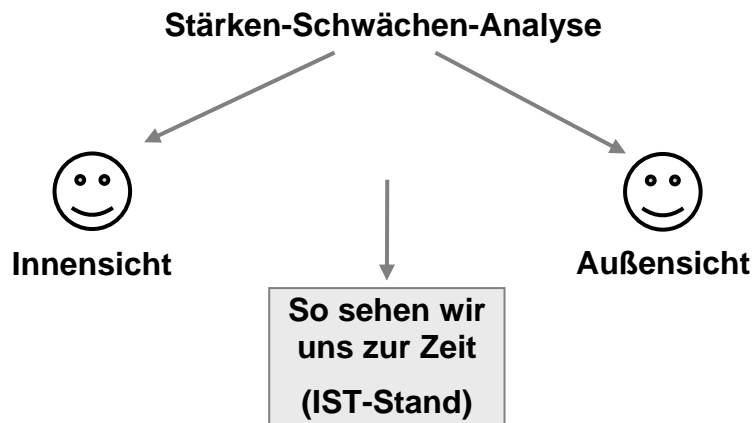 Stärken-Schwächen-Analyse
Innensicht
Außensicht
So sehen wir
uns zur Zeit
(IST-Stand)